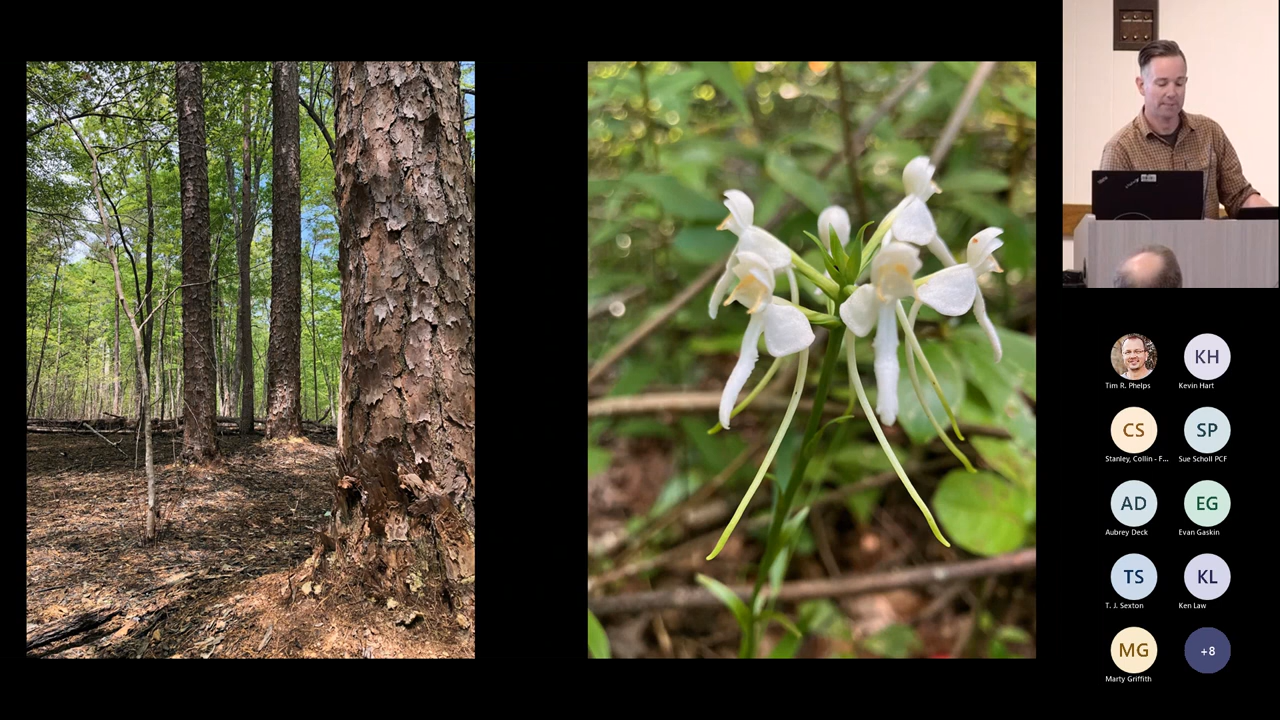 Tim R. Phelps
KH
Kevin Hart
CS
Stanley, Collin - F...
SP
Sue Scholl PCF
AD
Aubrey Deck
EG
Evan Gaskin
TS
T. J. Sexton
KL
Ken Law
MG
Marty Griffith
+8